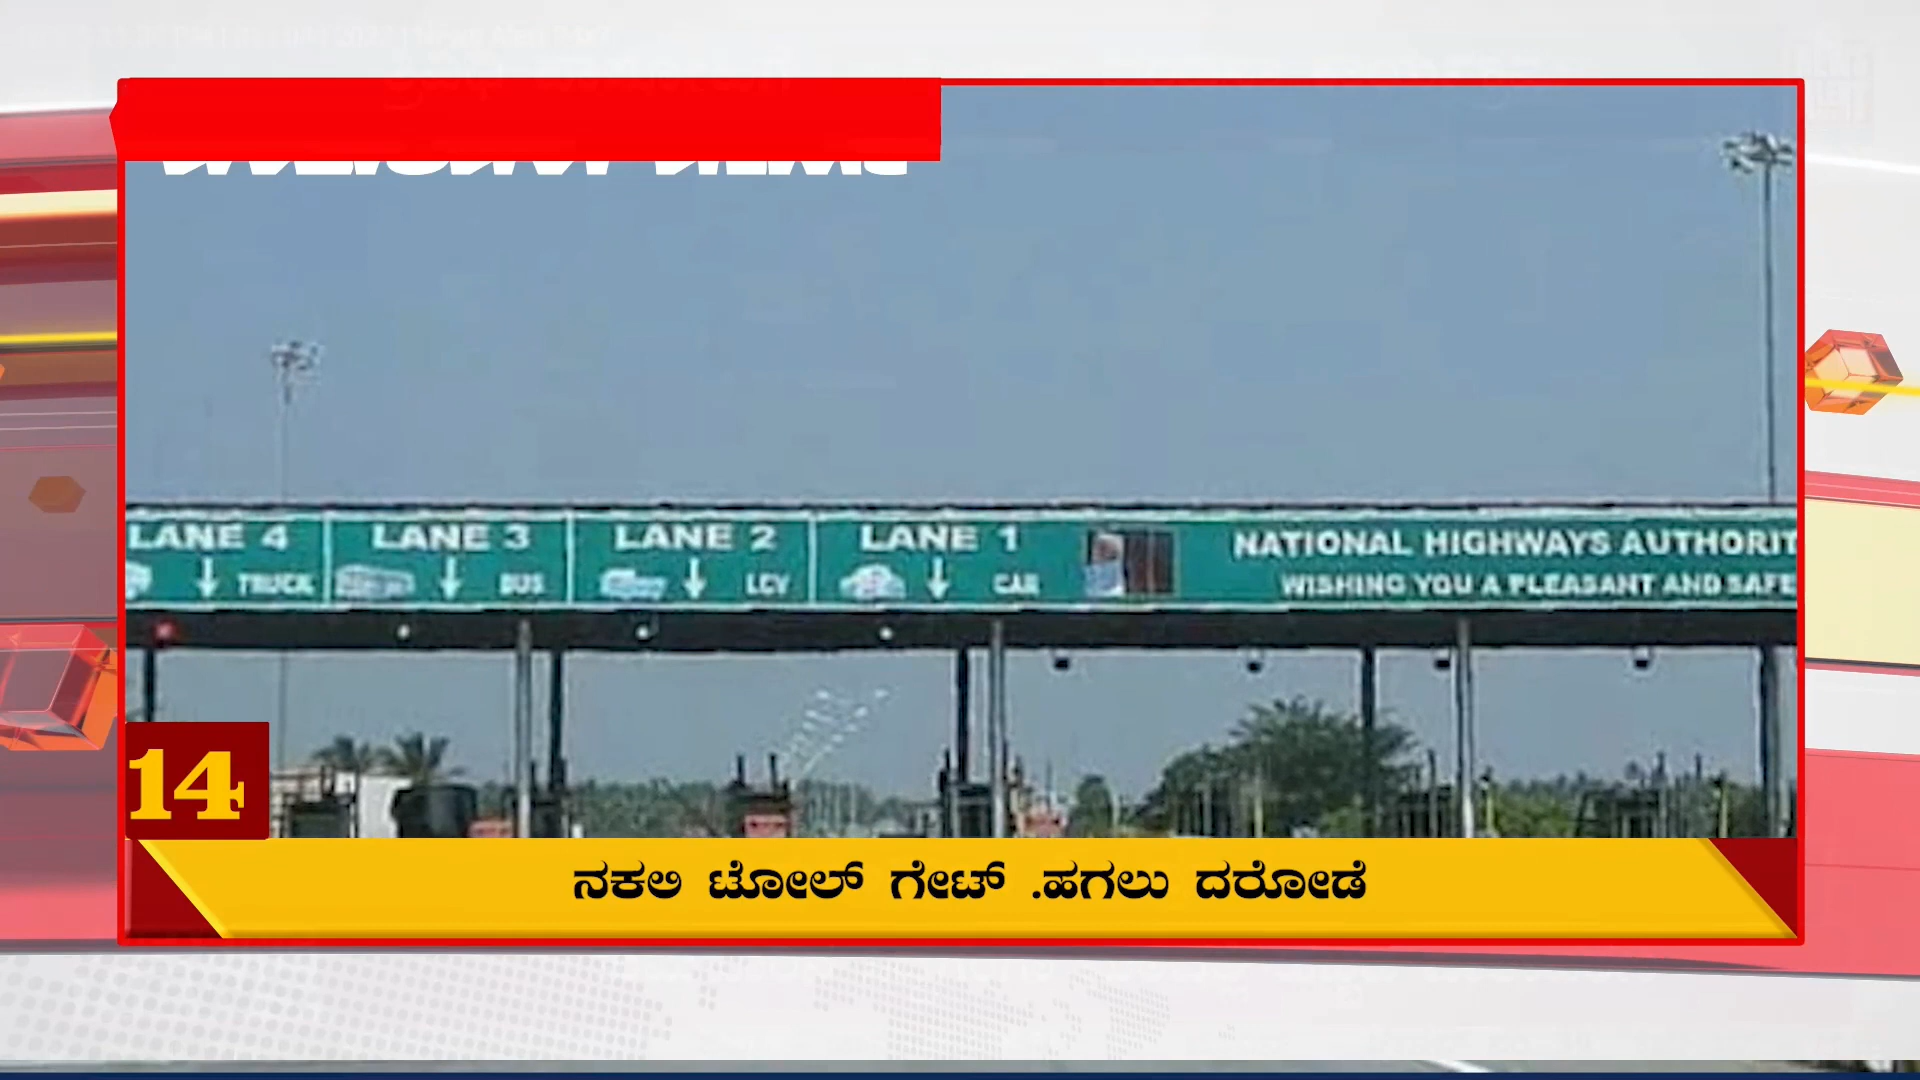 LANE 4 LANE 3 LANE 2 LANE 1 NATIONAL HIGHWAYS AUTHORIT
TRUCK BUS LCV CAR WISHING YOU A PLEASANT AND SAFE
14
ನಕಲಿ ಟೋಲ್ ಗೇಟ್ .ಹಗಲು ದರೋಡೆ